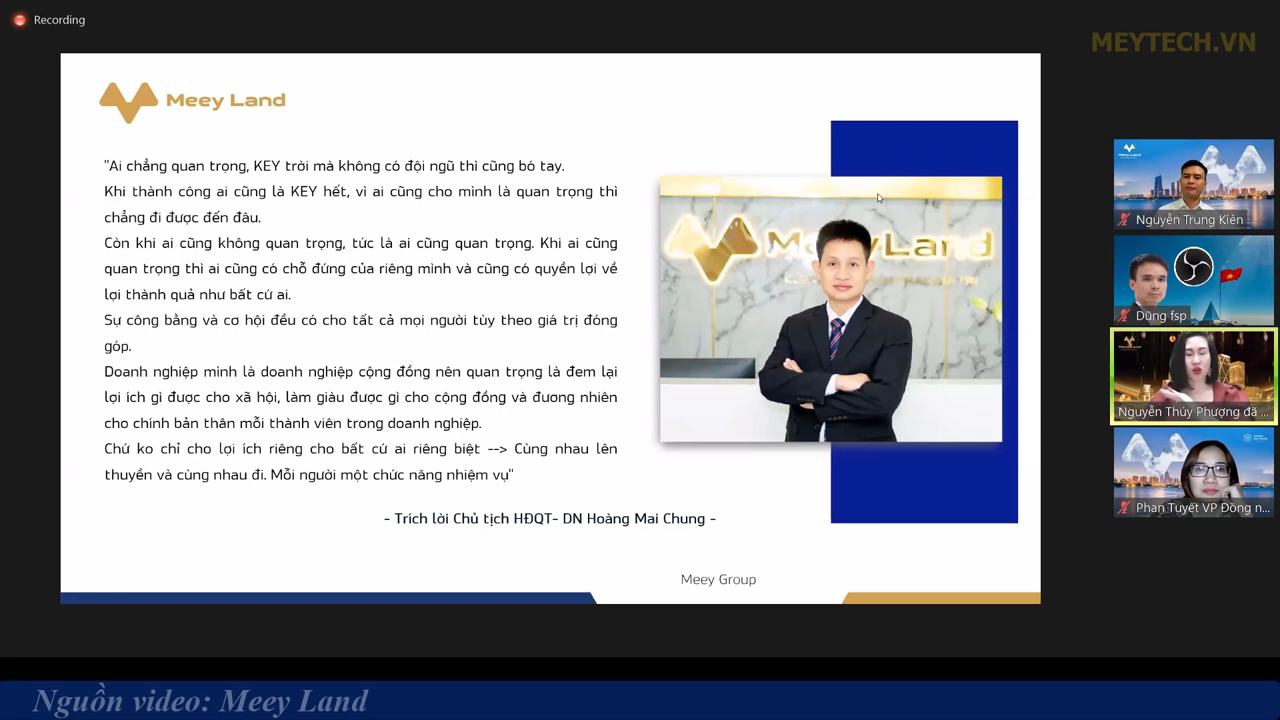 Recording
MEYTECH.VN
Meey Land
"Ai chẳng quan trọng, KEY trời mà không có đội ngũ thì cũng bó tay.
Khi thành công ai cũng là KEY hết, vì ai cũng cho mình là quan trọng thì
chẳng đi được đến đâu.
Còn khi ai cũng không quan trọng, tức là ai cũng quan trọng. Khi ai cũng
quan trọng thì ai cũng có chỗ đứng của riêng mình và cũng có quyền lợi về
lợi thành quả như bất cứ ai.
Sự công bằng và cơ hội đều có cho tất cả mọi người tùy theo giá trị đóng
góp.
Doanh nghiệp mình là doanh nghiệp cộng đồng nên quan trọng là đem lại
lợi ích gì được cho xã hội, làm giàu được gì cho cộng đồng và đương nhiên
cho chính bản thân mỗi thành viên trong doanh nghiệp.
Chứ ko chỉ cho lợi ích riêng cho bất cứ ai riêng biệt --> Cùng nhau lên
thuyền và cùng nhau đi. Mỗi người một chức năng nhiệm vụ"
- Trích lời Chủ tịch HĐQT- DN Hoàng Mai Chung -
Meey Land
Meey Group
Nguyễn Trung Kiên
Dũng fsp
Nguyễn Thúy Phượng đã ...
Phan Tuyết VP Đồng n...
Nguồn video: Meey Land